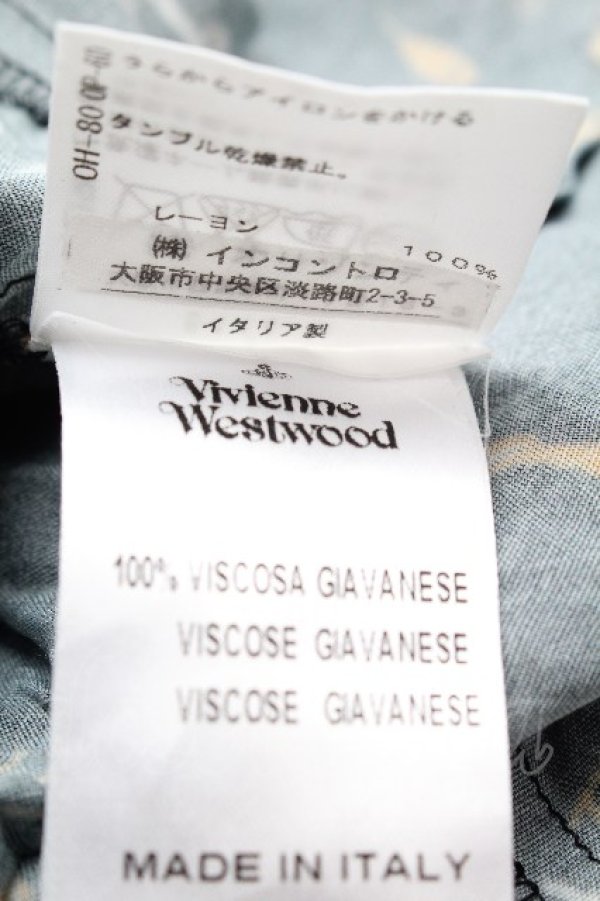 うらからアイロンをかける
タンブル乾燥禁止。
レーヨン 100%
㈱ インコントロ
大阪市中央区淡路町2-3-5
イタリア製
Vivienne
Westwood
100% VISCOSA GIAVANESE
VISCOSE GIAVANESE
VISCOSE GIAVANESE
MADE IN ITALY